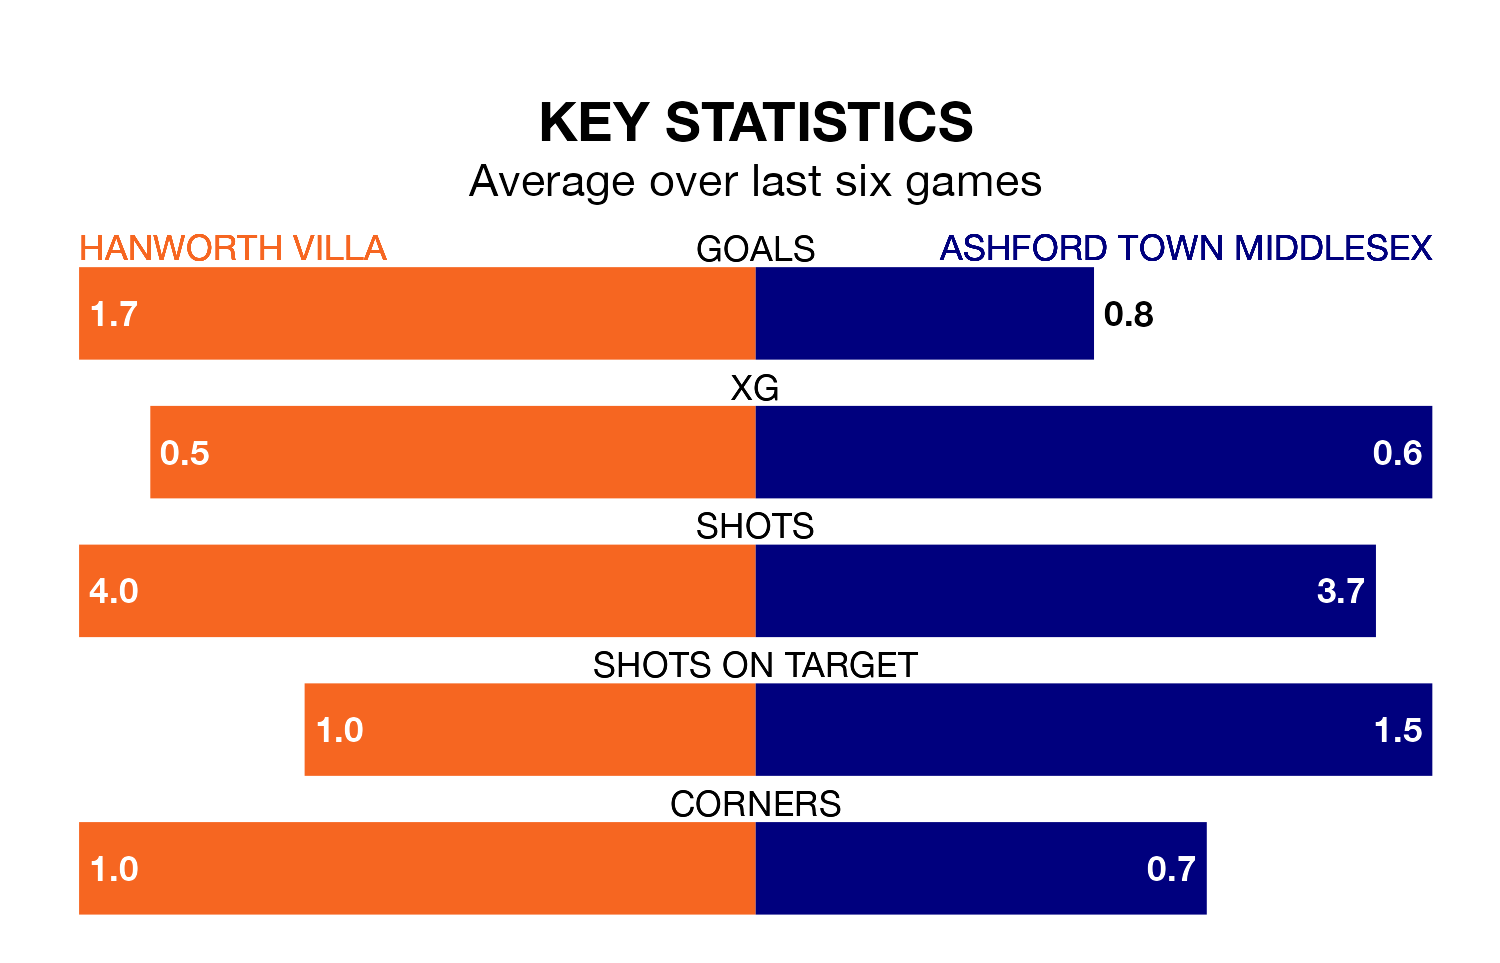 KEY STATISTICS
Average over last six games
HANWORTH VILLA GOALS ASHFORD TOWN MIDDLESEX
1.7 0.8
XG
0.5 0.6
SHOTS
4.0 3.7
SHOTS ON TARGET
1.0 1.5
CORNERS
1.0 0.7